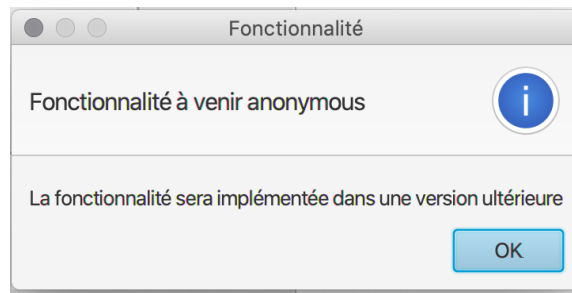 Fonctionnalité
Fonctionnalité à venir anonymous
i
La fonctionnalité sera implémentée dans une version ultérieure
OK